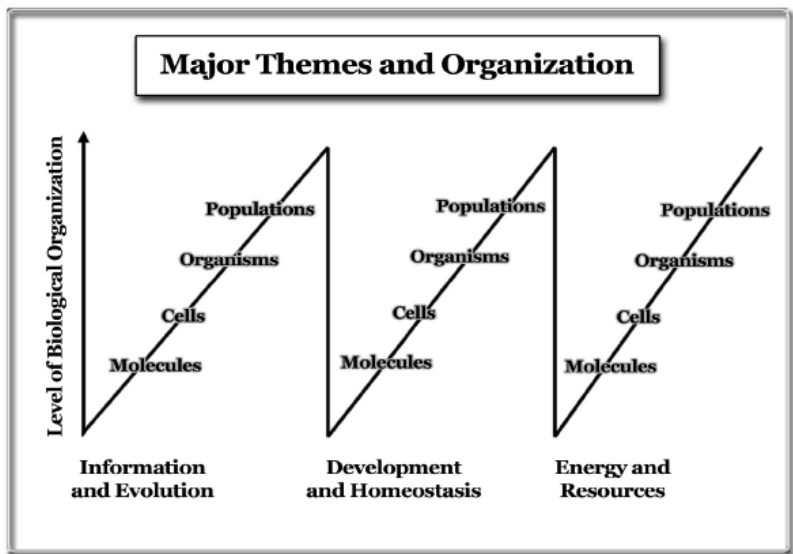 Major Themes and Organization
Level of Biological Organization
Populations
Organisms
Cells
Molecules
Populations
Organisms
Cells
Molecules
Populations
Organisms
Cells
Molecules
Information
and Evolution
Development
and Homeostasis
Energy and
Resources